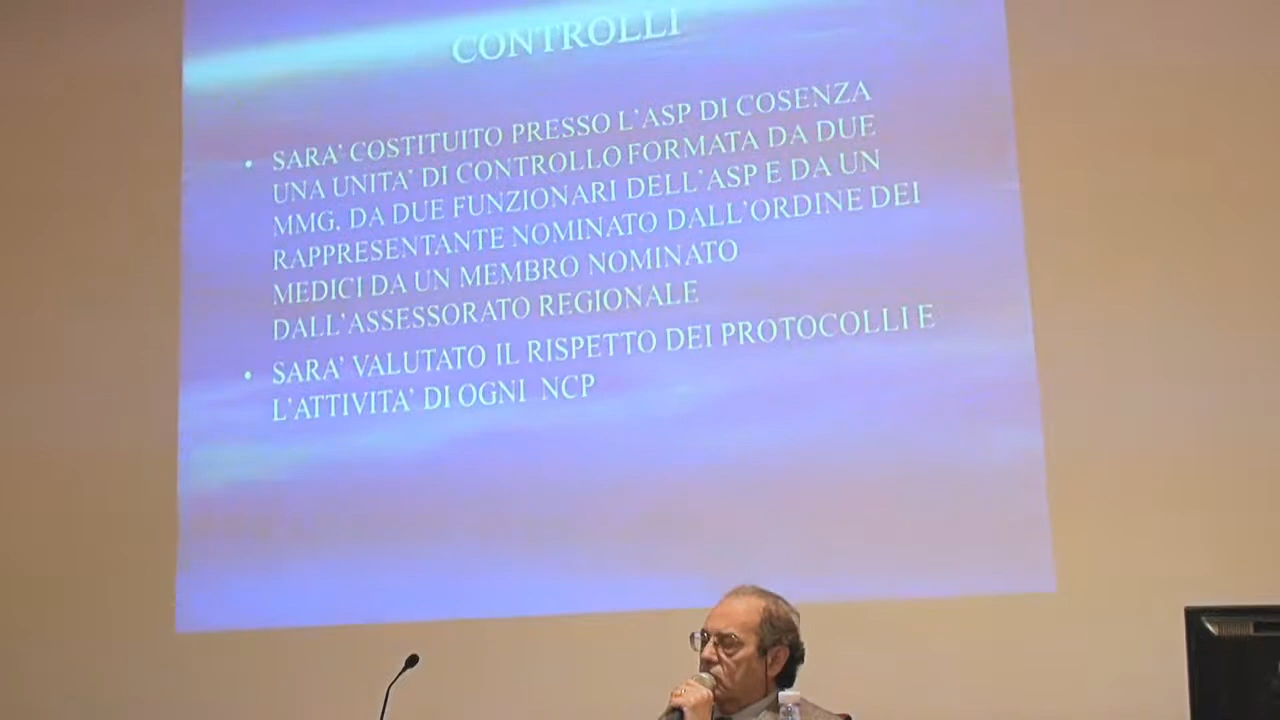 CONTROLLI
• SARA' COSTITUITO PRESSO L'ASP DI COSENZA
UNA UNITA' DI CONTROLLO FORMATA DA DUE
MMG, DA DUE FUNZIONARI DELL'ASP E DA UN
RAPPRESENTANTE NOMINATO DALL'ORDINE DEI
MEDICI DA UN MEMBRO NOMINATO
DALL'ASSESSORATO REGIONALE
• SARA' VALUTATO IL RISPETTO DEI PROTOCOLLI E
L'ATTIVITA' DI OGNI NCP